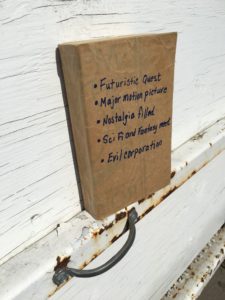 • Futuristic Quest
• Major motion picture
• Nostalgia filled
• Sci Fi and Fantasy meet
• Evil corporation